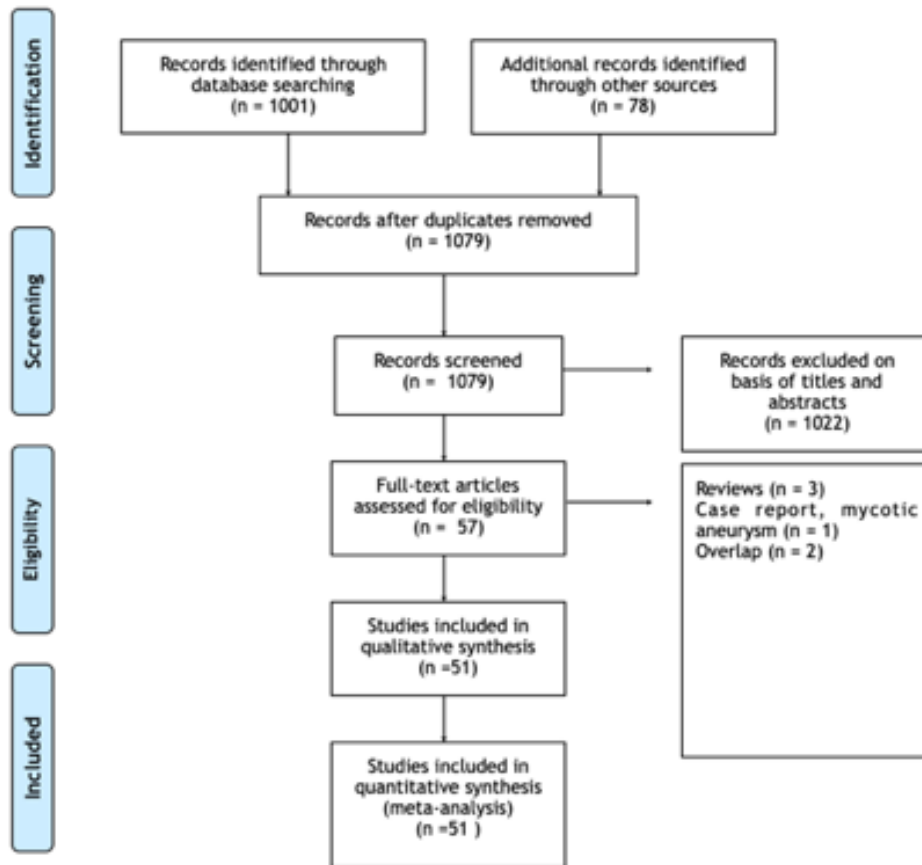 Identification
Records identified through
database searching
(n = 1001)
Additional records identified
through other sources
(n = 78)
Records after duplicates removed
(n = 1079)
Screening
Records screened
(n = 1079)
Records excluded on
basis of titles and
abstracts
(n = 1022)
Eligibility
Full-text articles
assessed for eligibility
(n = 57)
Reviews (n = 3)
Case report, mycotic
aneurysm (n = 1)
Overlap (n = 2)
Studies included in
qualitative synthesis
(n =51)
Included
Studies included in
quantitative synthesis
(meta-analysis)
(n =51 )